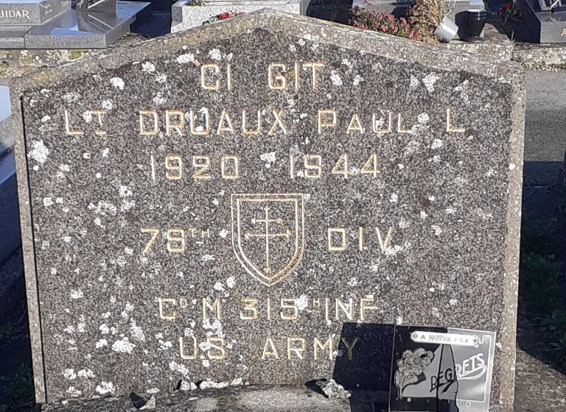 CI GIT
LT DRUAUX PAUL L
1920 1944
79TH DIV
Co M 315TH INF
US ARMY
REGRETS